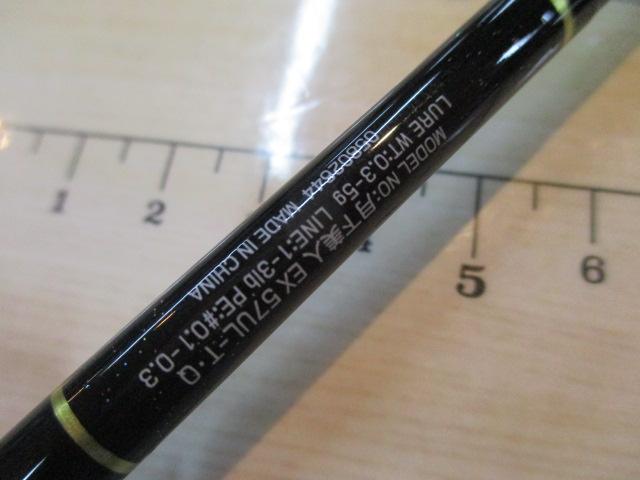 MODEL NO:月下美人 EX 57UL-T・Q
LURE WT:0.3-5g LINE:1-3lb PE:#0.1-0.3
05802644 MADE IN CHINA
1 2 4 5 6